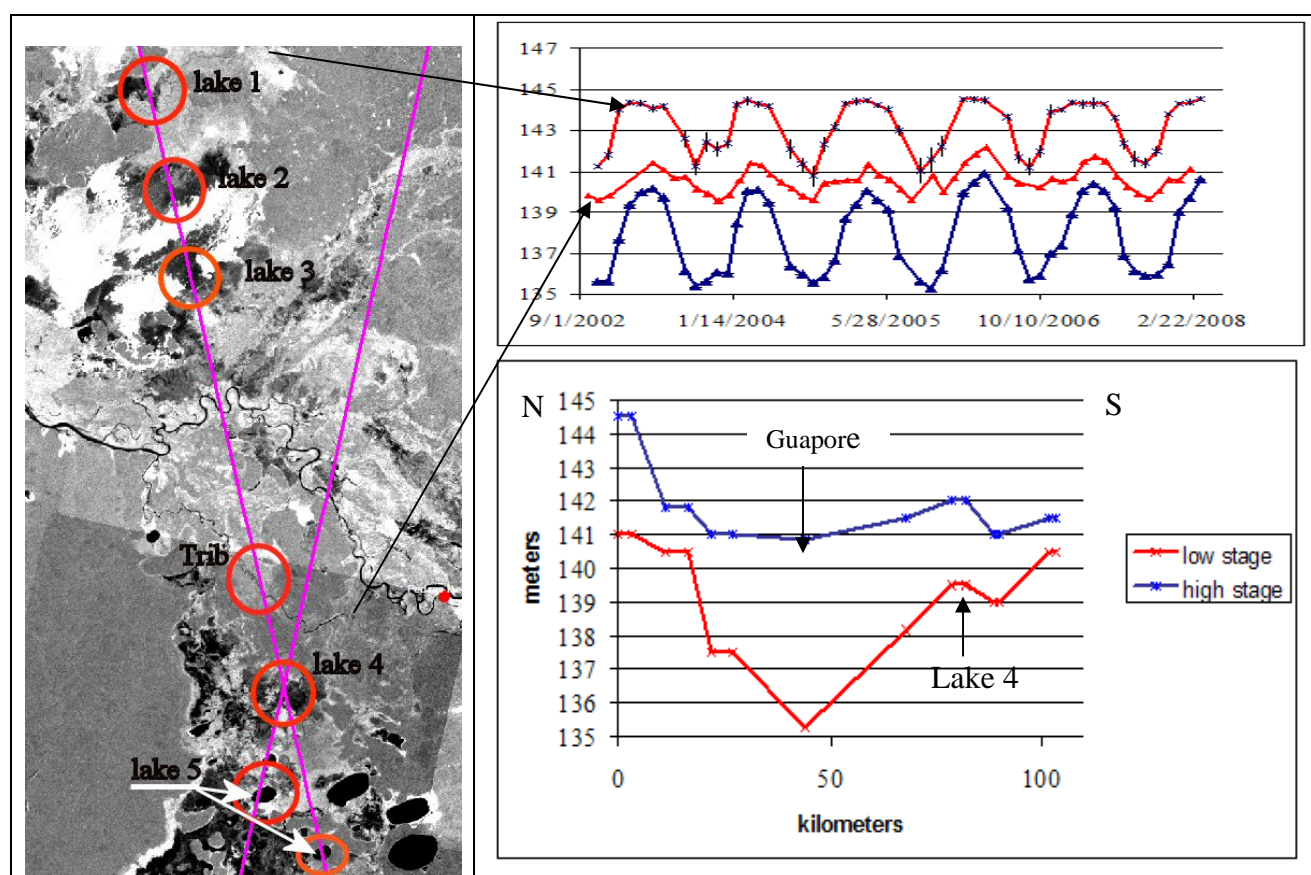 lake 1
lake 2
lake 3
Trib
lake 4
lake 5
147
145
143
141
139
137
135
9/1/2002 1/14/2004 5/28/2005 10/10/2006 2/22/2008
N
S
145
144
143
142
141
140
139
138
137
136
135
meters
Guapore
Lake 4
0 50 100
kilometers
low stage
high stage